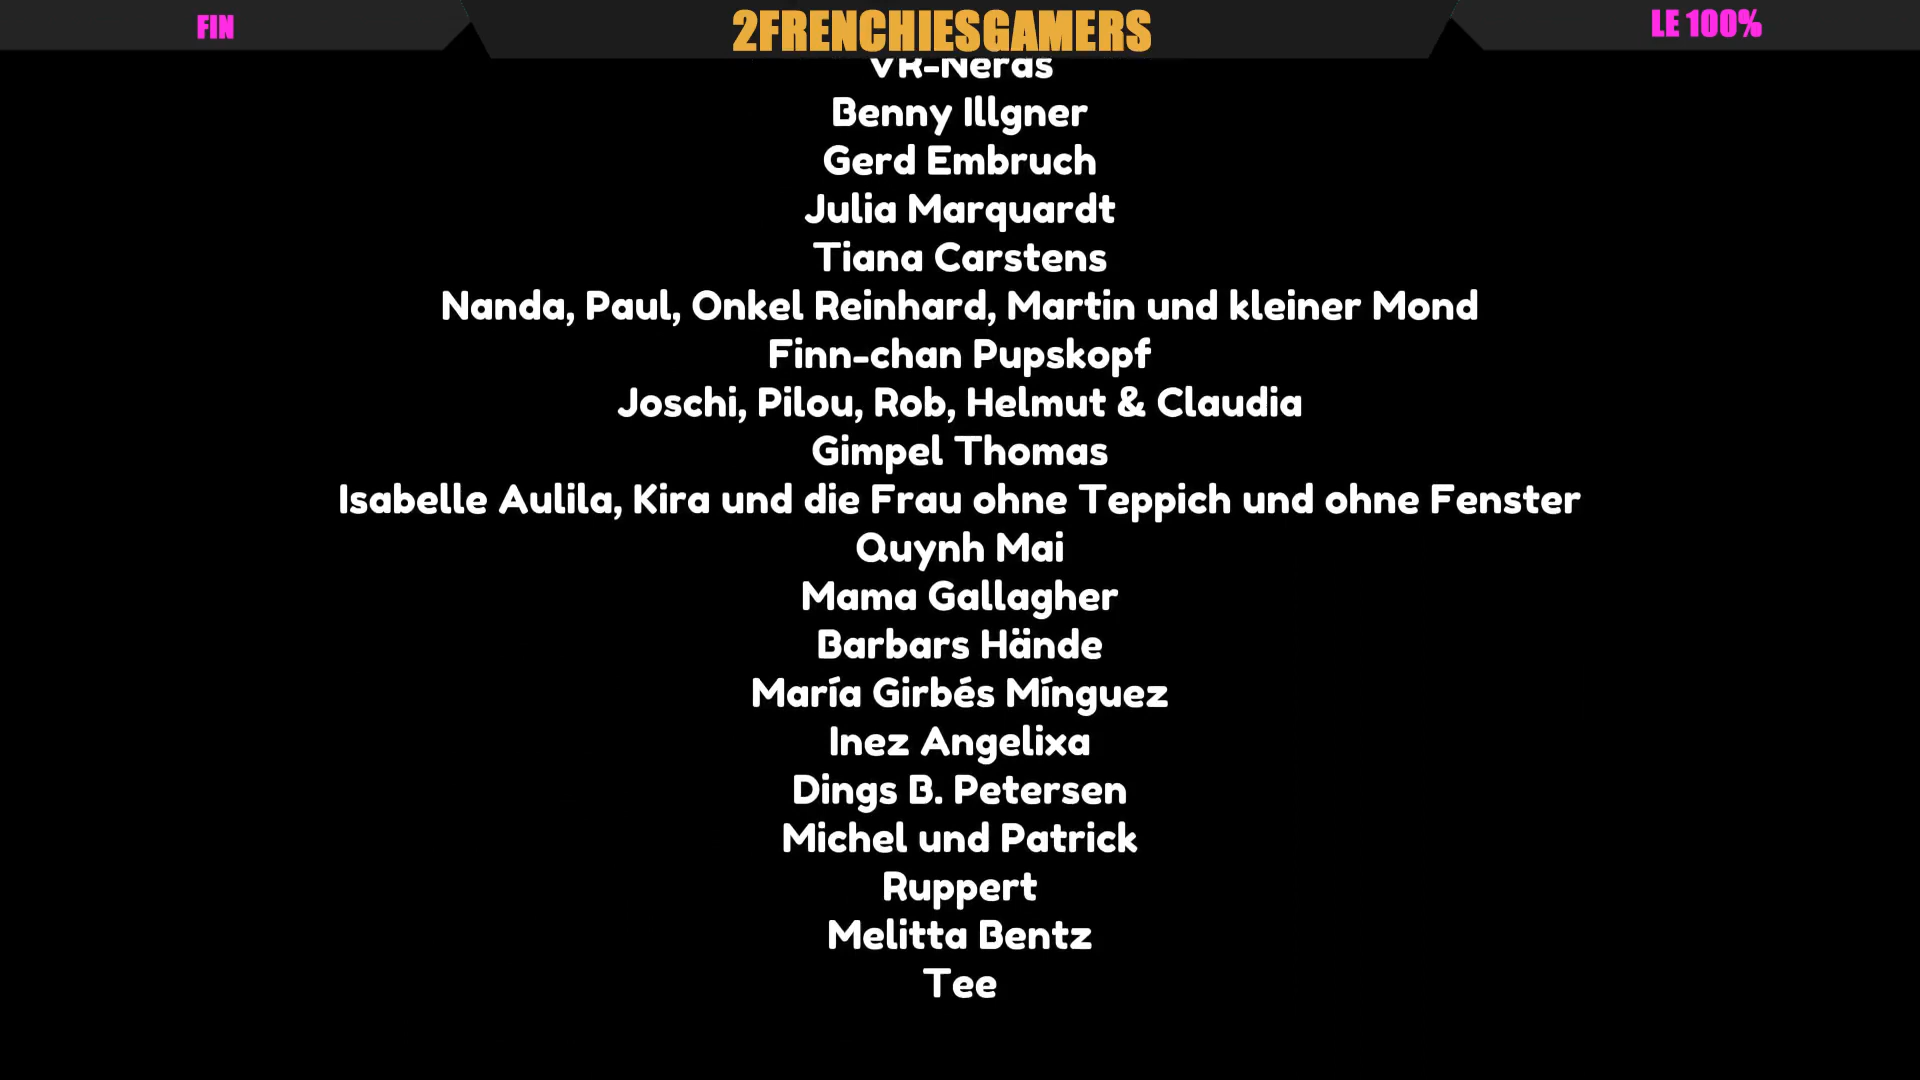 FIN
2FRENCHIESGAMERS
LE 100%
VR-Nerds
Benny Illgner
Gerd Embruch
Julia Marquardt
Tiana Carstens
Nanda, Paul, Onkel Reinhard, Martin und kleiner Mond
Finn-chan Pupskopf
Joschi, Pilou, Rob, Helmut & Claudia
Gimpel Thomas
Isabelle Aulila, Kira und die Frau ohne Teppich und ohne Fenster
Quynh Mai
Mama Gallagher
Barbars Hände
María Girbés Mínguez
Inez Angelixa
Dings B. Petersen
Michel und Patrick
Ruppert
Melitta Bentz
Tee